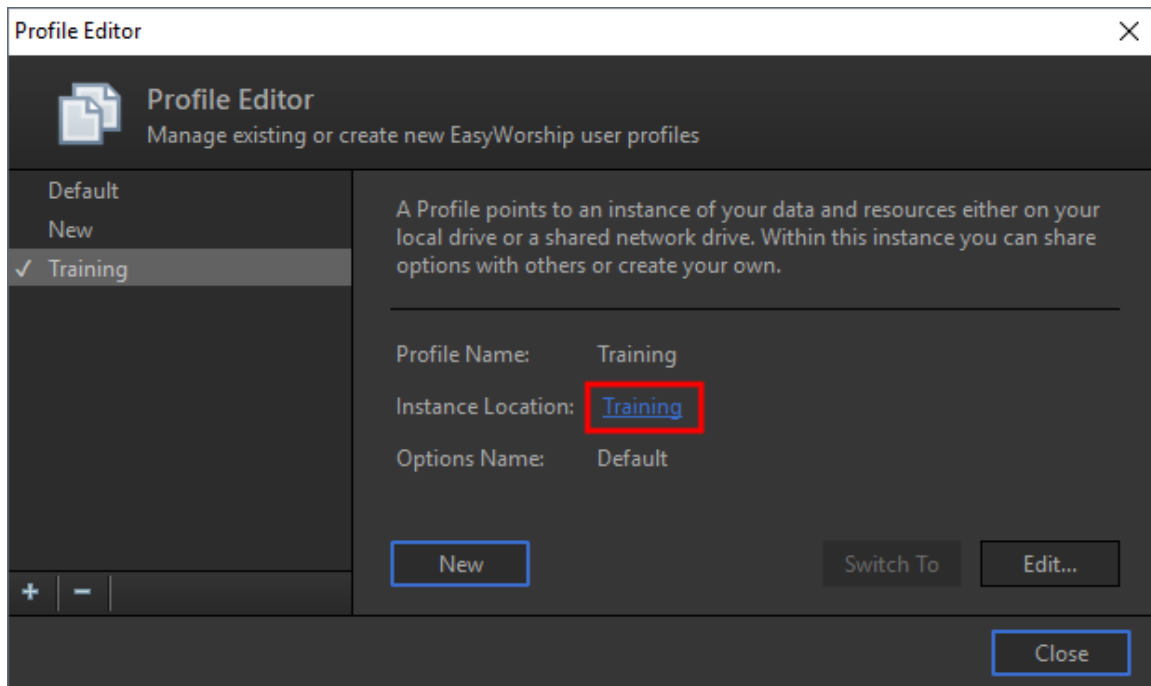 Profile Editor
Profile Editor
Manage existing or create new EasyWorship user profiles
Default
New
✓ Training
A Profile points to an instance of your data and resources either on your
local drive or a shared network drive. Within this instance you can share
options with others or create your own.
Profile Name: Training
Instance Location: Training
Options Name: Default
New
Switch To
Edit...
Close